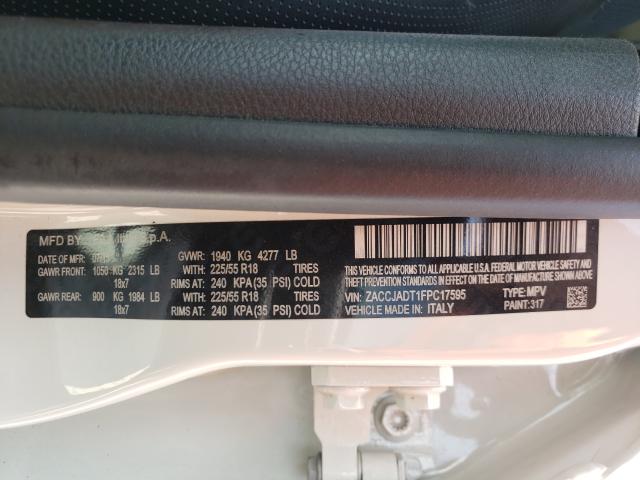 MFD BY p.A.
DATE OF MFR: GVWR: 1940 KG 4277 LB
GAWR FRONT: 1050 KG 2315 LB WITH 225/55 R18 TIRES
18x7 RIMS AT: 240 KPA (35 PSI) COLD
GAWR REAR: 900 KG 1984 LB WITH 225/55 R18 TIRES
18x7 RIMS AT: 240 KPA (35 PSI) COLD
THIS VEHICLE CONFORMS TO ALL APPLICABLE U.S.A. FEDERAL MOTOR VEHICLE SAFETY, BUMPER, AND THEFT PREVENTION STANDARDS IN EFFECT ON THE DATE OF MANUFACTURE SHOWN ABOVE.
VIN: ZACCJADT1FPC17595 TYPE: MPV
VEHICLE MADE IN: ITALY PAINT: 317